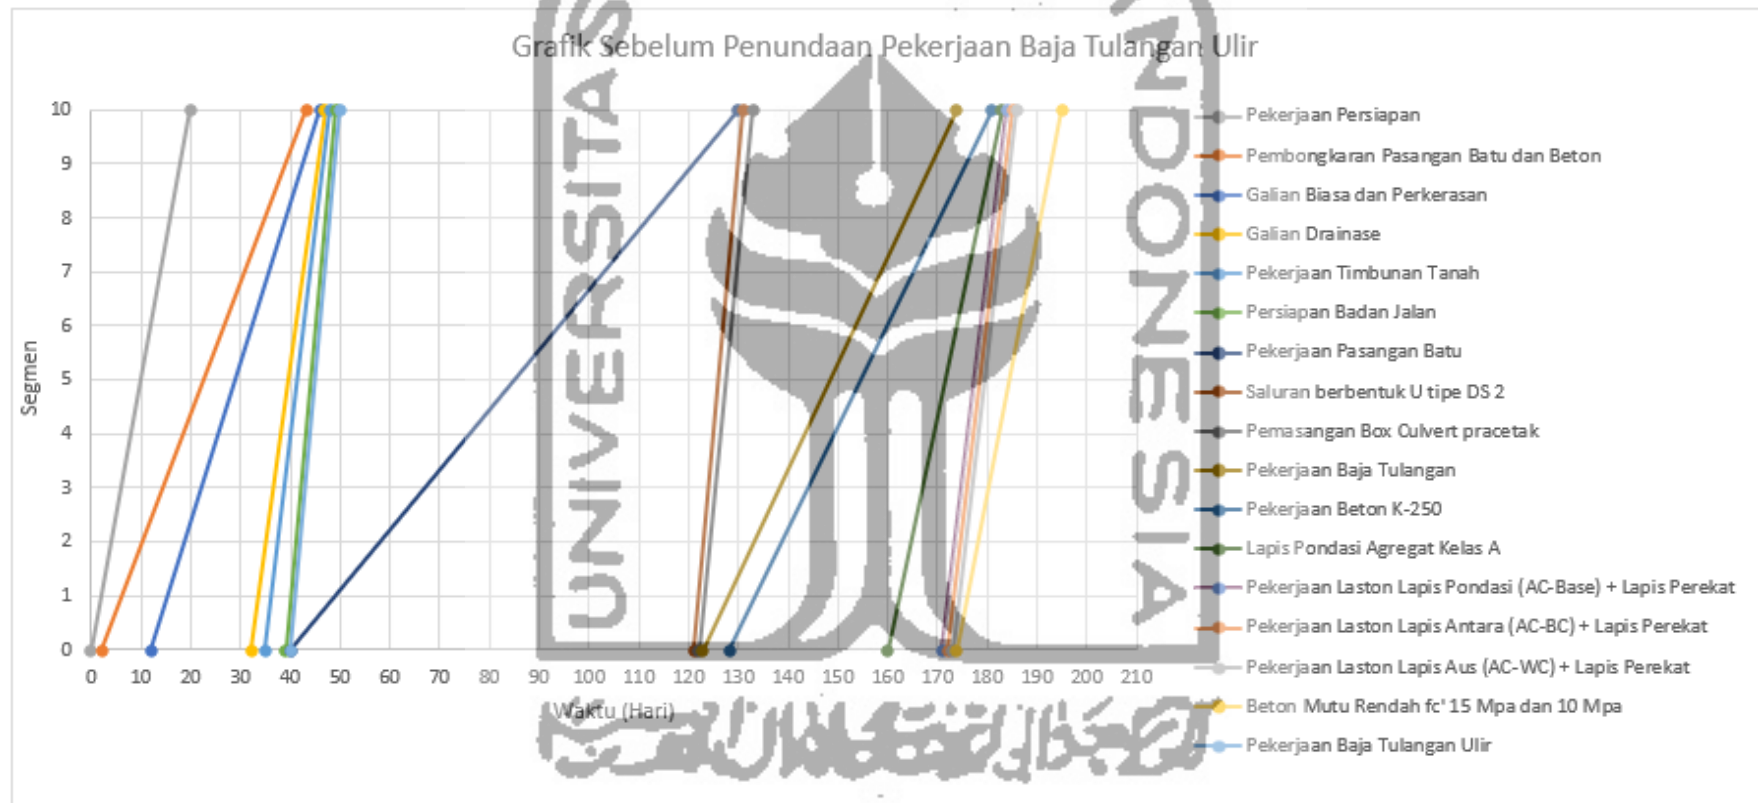 Grafik Sebelum Penundaan Pekerjaan Baja Tulangan Ulir
10
9
8
7
6
5
4
3
2
1
0
Segmen
0 10 20 30 40 50 60 70 80 90 100 110 120 130 140 150 160 170 180 190 200 210
Waktu (Hari)
Pekerjaan Persiapan
Pembongkaran Pasangan Batu dan Beton
Galian Biasa dan Perkerasan
Galian Drainase
Pekerjaan Timbunan Tanah
Persiapan Badan Jalan
Pekerjaan Pasangan Batu
Saluran berbentuk U tipe DS 2
Pemasangan Box Culvert pracetak
Pekerjaan Baja Tulangan
Pekerjaan Beton K-250
Lapis Pondasi Agregat Kelas A
Pekerjaan Laston Lapis Pondasi (AC-Base) + Lapis Perekat
Pekerjaan Laston Lapis Antara (AC-BC) + Lapis Perekat
Pekerjaan Laston Lapis Aus (AC-WC) + Lapis Perekat
Beton Mutu Rendah fc' 15 Mpa dan 10 Mpa
Pekerjaan Baja Tulangan Ulir
UNIVERSITAS